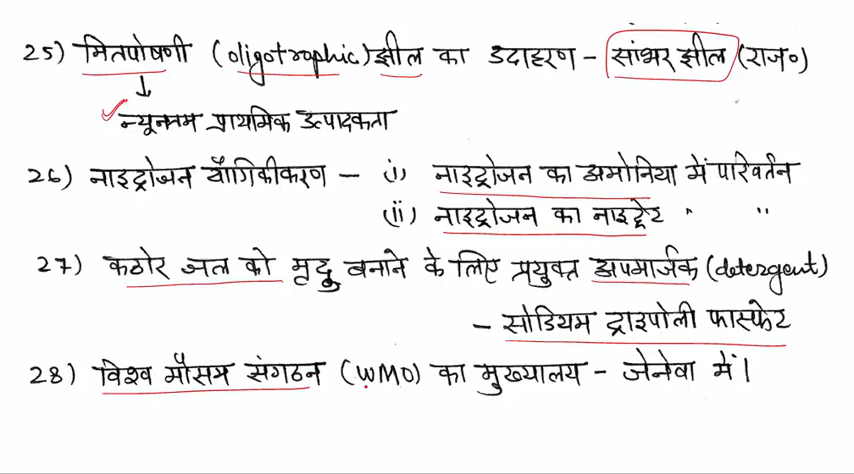 25) मितपोषणी (oligotrophic) झील का उदाहरण – सांभर झील (राज०)
↓
न्यूनतम प्राथमिक उत्पादकता
26) नाइट्रोजन यौगिकीकरण – (i) नाइट्रोजन का अमोनिया में परिवर्तन
(ii) नाइट्रोजन का नाइट्रेट " "
27) कठोर जल को मृदु बनाने के लिए प्रयुक्त अपमार्जक (detergent)
– सोडियम ट्राइपोली फास्फेट
28) विश्व मौसम संगठन (WMO) का मुख्यालय – जेनेवा में।